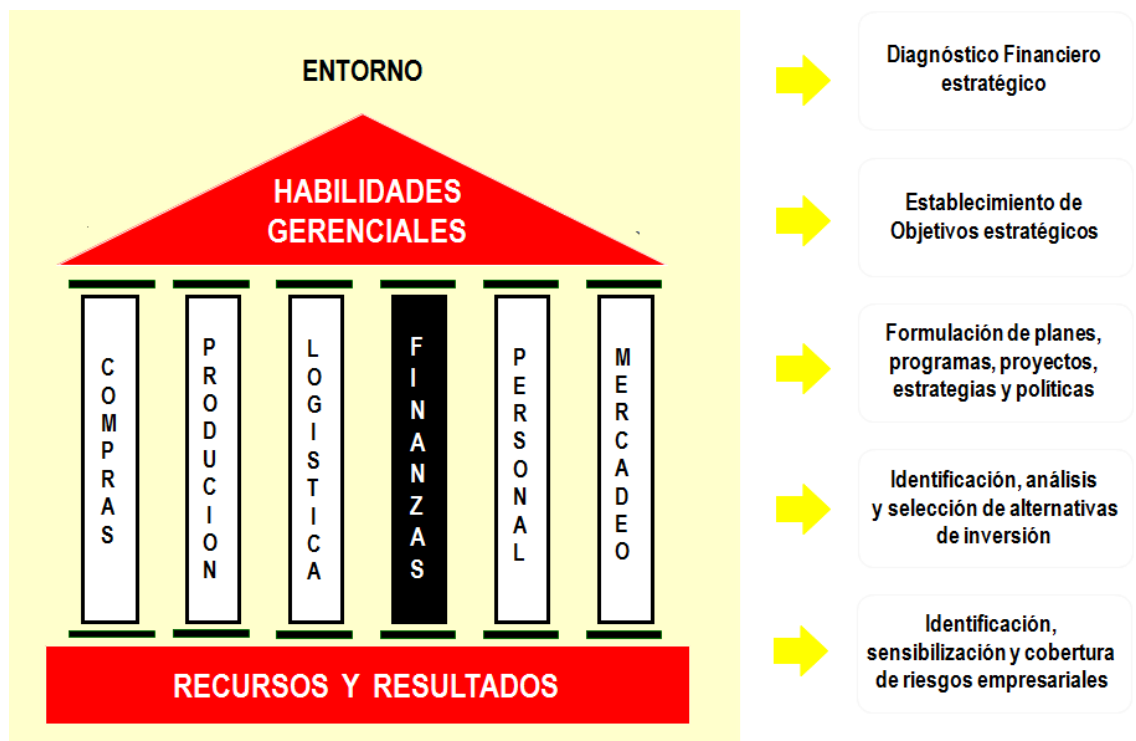 ENTORNO
HABILIDADES
GERENCIALES
COMPRAS
PRODUCION
LOGISTICA
FINANZAS
PERSONAL
MERCADEO
RECURSOS Y RESULTADOS
Diagnóstico Financiero
estratégico
Establecimiento de
Objetivos estratégicos
Formulación de planes,
programas, proyectos,
estrategias y políticas
Identificación, análisis
y selección de alternativas
de inversión
Identificación,
sensibilización y cobertura
de riesgos empresariales